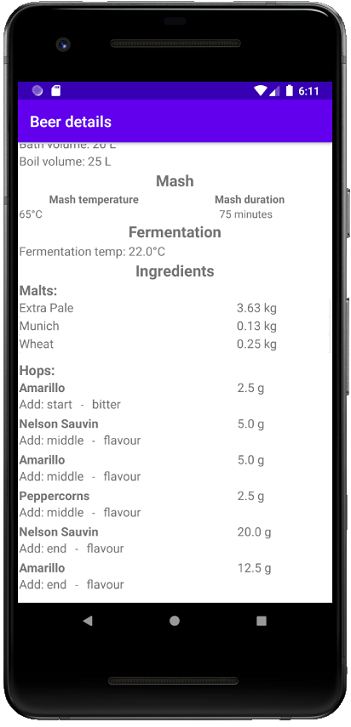 6:11
Beer details
Bath volume: 20 L
Boil volume: 25 L
Mash
Mash temperature Mash duration
65°C 75 minutes
Fermentation
Fermentation temp: 22.0°C
Ingredients
Malts:
Extra Pale 3.63 kg
Munich 0.13 kg
Wheat 0.25 kg
Hops:
Amarillo 2.5 g
Add: start - bitter
Nelson Sauvin 5.0 g
Add: middle - flavour
Amarillo 5.0 g
Add: middle - flavour
Peppercorns 2.5 g
Add: middle - flavour
Nelson Sauvin 20.0 g
Add: end - flavour
Amarillo 12.5 g
Add: end - flavour